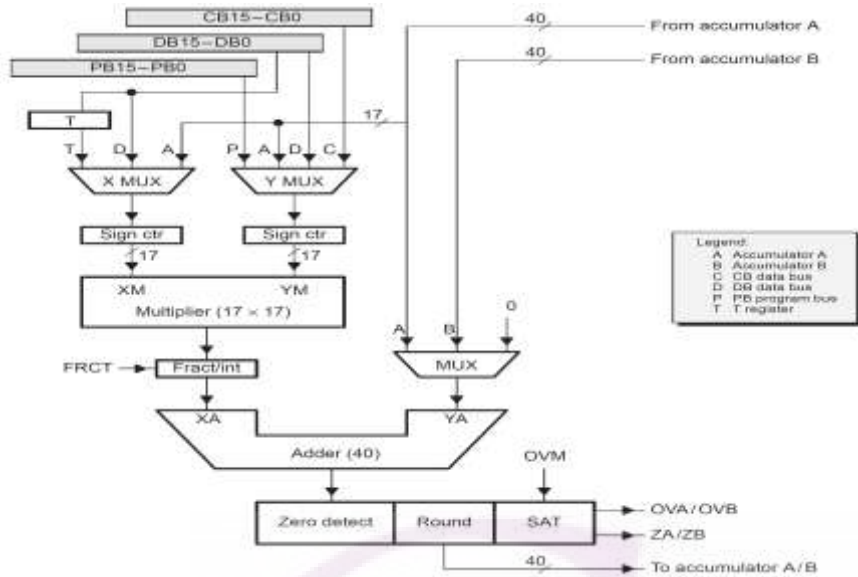 CB15–CB0
40
From accumulator A
DB15–DB0
40
From accumulator B
PB15–PB0
T
17
T D A P A D C
X MUX Y MUX
Sign ctr Sign ctr
17 17
XM YM
Multiplier (17 × 17)
Legend:
A Accumulator A
B Accumulator B
C CB data bus
D DB data bus
P PB program bus
T T register
A B 0
MUX
FRCT Fract/int
XA YA
Adder (40)
OVM
Zero detect Round SAT
OVA/OVB
ZA/ZB
40
To accumulator A/B